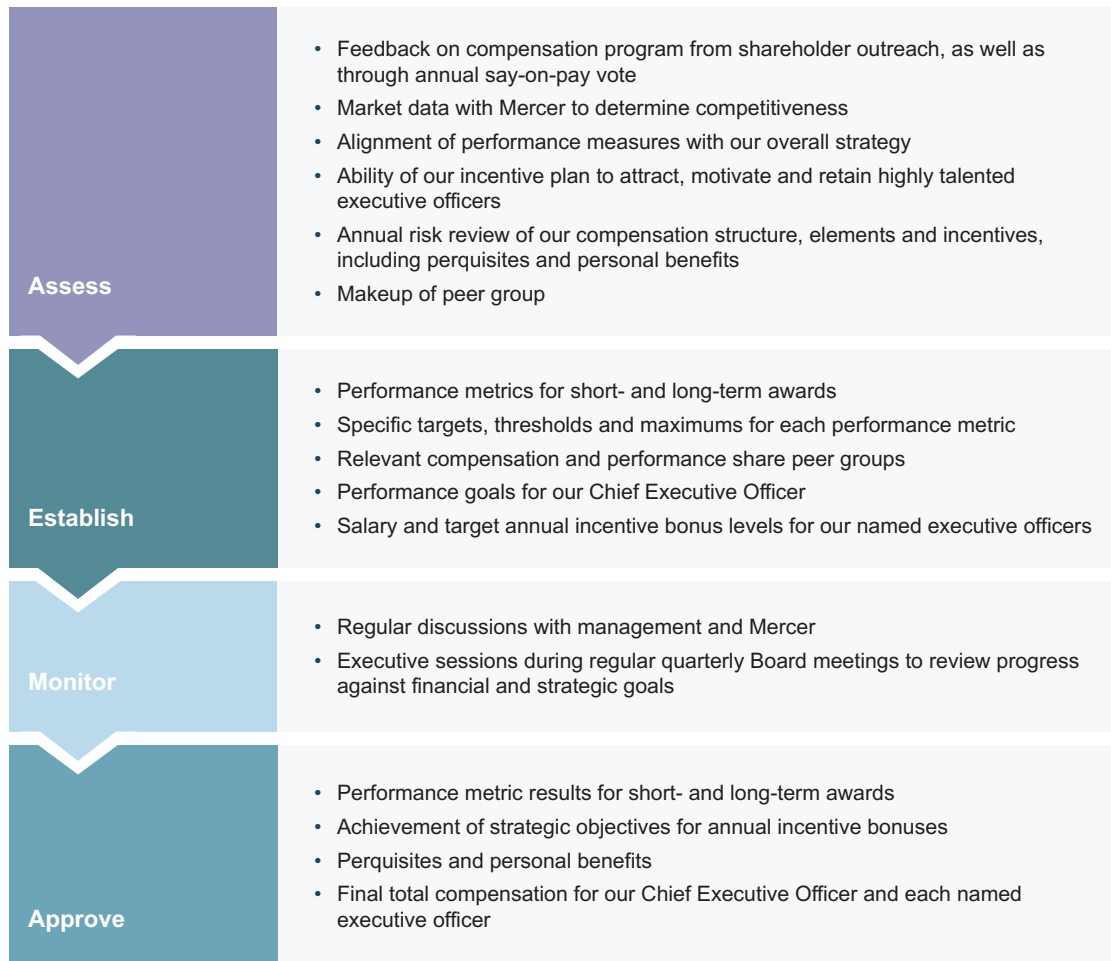 • Feedback on compensation program from shareholder outreach, as well as
through annual say-on-pay vote
• Market data with Mercer to determine competitiveness
• Alignment of performance measures with our overall strategy
• Ability of our incentive plan to attract, motivate and retain highly talented
executive officers
• Annual risk review of our compensation structure, elements and incentives,
including perquisites and personal benefits
Assess
• Makeup of peer group
• Performance metrics for short- and long-term awards
• Specific targets, thresholds and maximums for each performance metric
• Relevant compensation and performance share peer groups
• Performance goals for our Chief Executive Officer
Establish
• Salary and target annual incentive bonus levels for our named executive officers
• Regular discussions with management and Mercer
• Executive sessions during regular quarterly Board meetings to review progress
against financial and strategic goals
Monitor
• Performance metric results for short- and long-term awards
• Achievement of strategic objectives for annual incentive bonuses
• Perquisites and personal benefits
• Final total compensation for our Chief Executive Officer and each named
executive officer
Approve